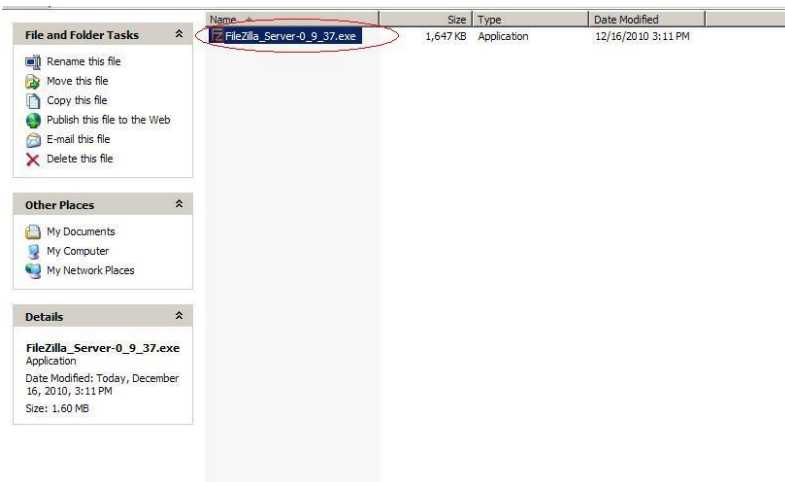 Name Size Type Date Modified
FileZilla_Server-0_9_37.exe 1,647 KB Application 12/16/2010 3:11 PM
File and Folder Tasks
Rename this file
Move this file
Copy this file
Publish this file to the Web
E-mail this file
Delete this file
Other Places
My Documents
My Computer
My Network Places
Details
FileZilla_Server-0_9_37.exe
Application
Date Modified: Today, December
16, 2010, 3:11 PM
Size: 1.60 MB